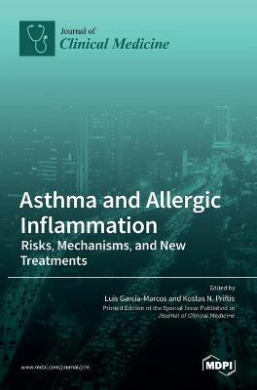 Journal of
Clinical Medicine
Asthma and Allergic
Inflammation
Risks, Mechanisms, and New
Treatments
Edited by
Luis García-Marcos and Kostas N. Priftis
Printed Edition of the Special Issue Published in
Journal of Clinical Medicine
www.mdpi.com/journal/jcm
MDPI